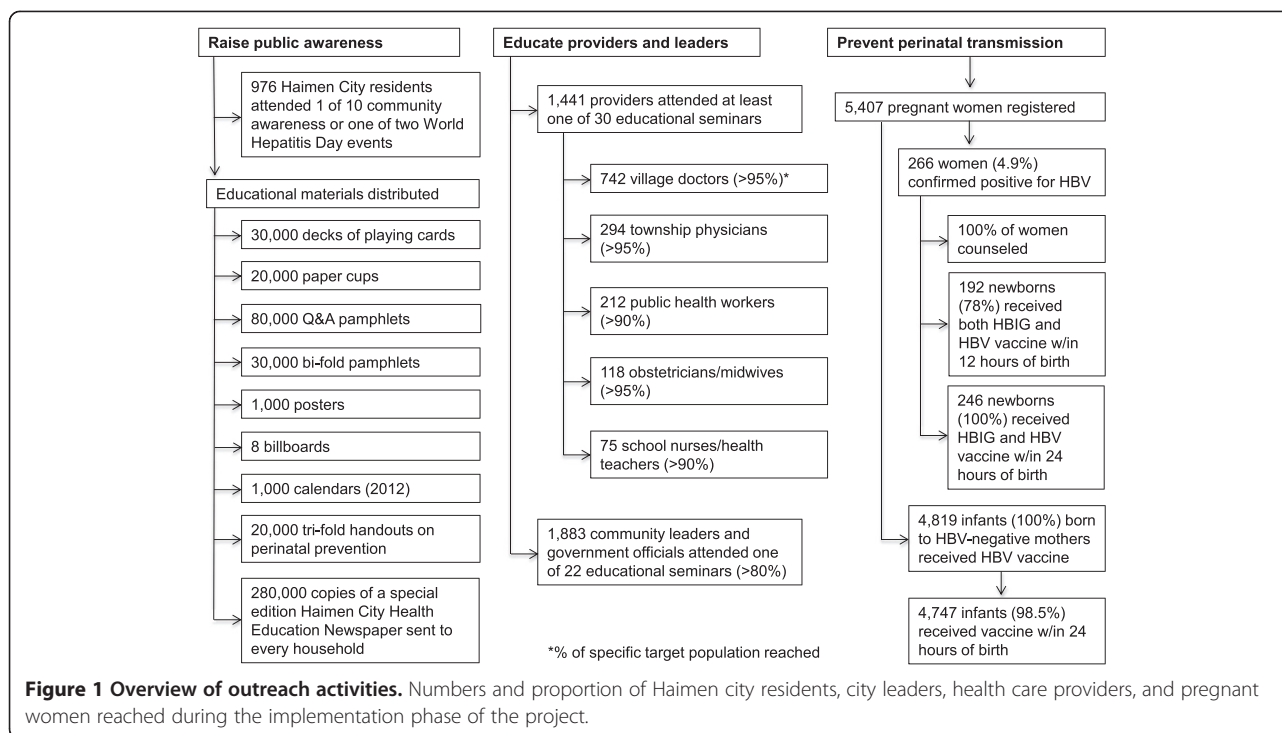 Raise public awareness
976 Haimen City residents
attended 1 of 10 community
awareness or one of two World
Hepatitis Day events
Educational materials distributed
30,000 decks of playing cards
20,000 paper cups
80,000 Q&A pamphlets
30,000 bi-fold pamphlets
1,000 posters
8 billboards
1,000 calendars (2012)
20,000 tri-fold handouts on
perinatal prevention
280,000 copies of a special
edition Haimen City Health
Education Newspaper sent to
every household
Educate providers and leaders
1,441 providers attended at least
one of 30 educational seminars
742 village doctors (>95%)*
294 township physicians
(>95%)
212 public health workers
(>90%)
118 obstetricians/midwives
(>95%)
75 school nurses/health
teachers (>90%)
1,883 community leaders and
government officials attended one
of 22 educational seminars (>80%)
*% of specific target population reached
Prevent perinatal transmission
5,407 pregnant women registered
266 women (4.9%)
confirmed positive for HBV
100% of women
counseled
192 newborns
(78%) received
both HBIG and
HBV vaccine w/in
12 hours of birth
246 newborns
(100%) received
HBIG and HBV
vaccine w/in 24
hours of birth
4,819 infants (100%) born
to HBV-negative mothers
received HBV vaccine
4,747 infants (98.5%)
received vaccine w/in 24
hours of birth
Figure 1 Overview of outreach activities. Numbers and proportion of Haimen city residents, city leaders, health care providers, and pregnant
women reached during the implementation phase of the project.